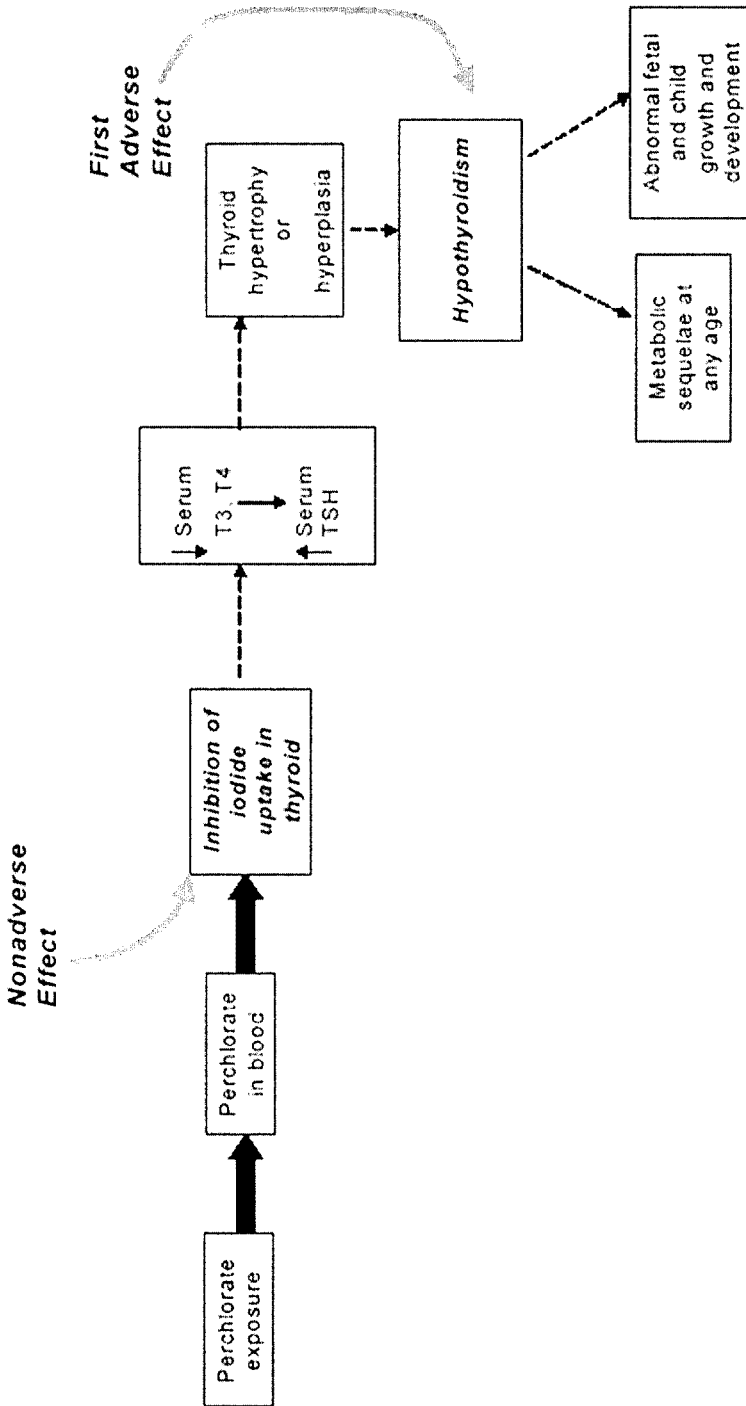 Perchlorate
exposure
Perchlorate
in blood
Nonadverse
Effect
Inhibition of
iodide
uptake in
thyroid
Serum
T3, T4
Serum
TSH
Thyroid
hypertrophy
or
hyperplasia
First
Adverse
Effect
Hypothyroidism
Metabolic
sequelae at
any age
Abnormal fetal
and child
growth and
development